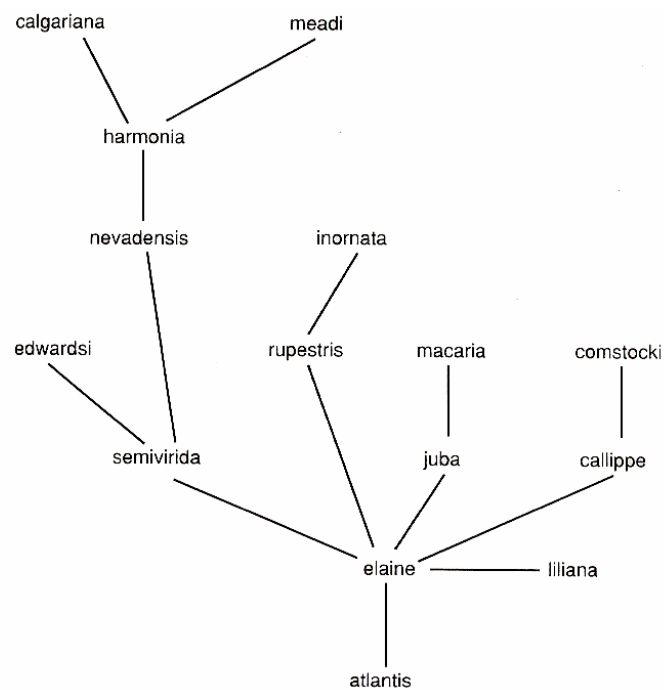 calgariana meadi
harmonia
nevadensis inornata
edwardsi rupestris macaria comstocki
semivirida juba callippe
elaine liliana
atlantis